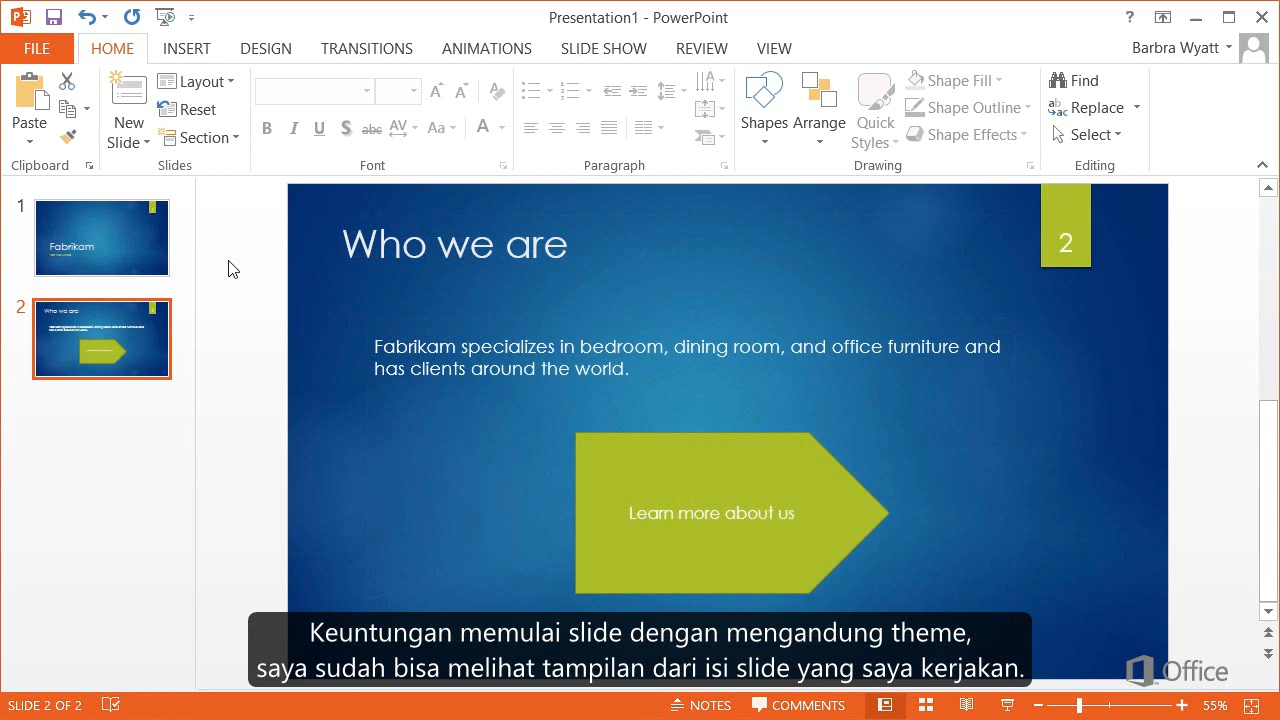 Presentation1 - PowerPoint
?
FILE
HOME
INSERT
DESIGN
TRANSITIONS
ANIMATIONS
SLIDE SHOW
REVIEW
VIEW
Barbra Wyatt
Paste
Clipboard
New
Slide
Layout
Reset
Section
Slides
B I U S abc AV Aa A
Font
Paragraph
Shapes
Arrange
Quick
Styles
Shape Fill
Shape Outline
Shape Effects
Drawing
Find
Replace
Select
Editing
1
Fabrikam
2
Who we are
Who we are
2
Fabrikam specializes in bedroom, dining room, and office furniture and
has clients around the world.
Learn more about us
Keuntungan memulai slide dengan mengandung theme,
saya sudah bisa melihat tampilan dari isi slide yang saya kerjakan.
Office
SLIDE 2 OF 2
NOTES
COMMENTS
55%